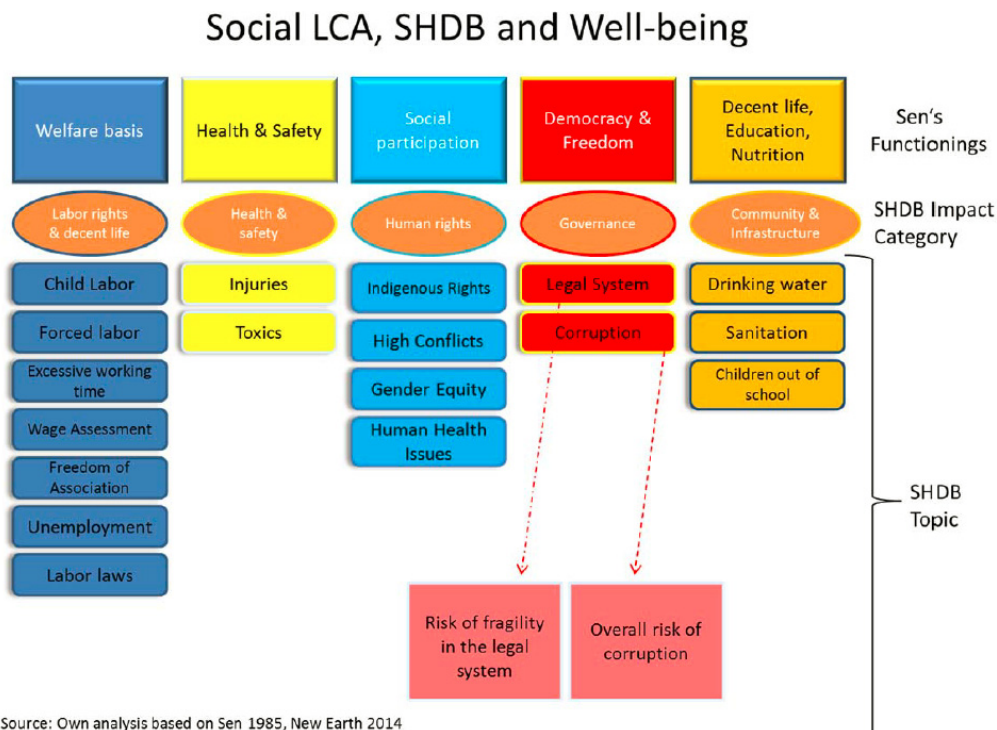 Social LCA, SHDB and Well-being
Welfare basis
Health & Safety
Social
participation
Democracy &
Freedom
Decent life,
Education,
Nutrition
Sen's
Functionings
Labor rights
& decent life
Health &
safety
Human rights
Governance
Community &
Infrastructure
SHDB Impact
Category
Child Labor
Forced labor
Excessive working
time
Wage Assessment
Freedom of
Association
Unemployment
Labor laws
Injuries
Toxics
Indigenous Rights
High Conflicts
Gender Equity
Human Health
Issues
Legal System
Corruption
Drinking water
Sanitation
Children out of
school
SHDB
Topic
Risk of fragility
in the legal
system
Overall risk of
corruption
Source: Own analysis based on Sen 1985, New Earth 2014